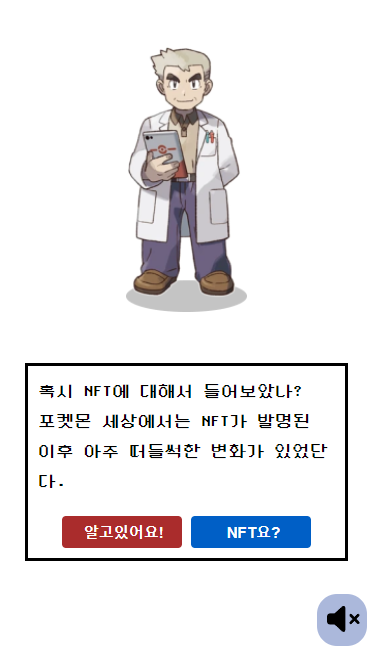 혹시 NFT에 대해서 들어보았나?
포켓몬 세상에서는 NFT가 발명된
이후 아주 떠들썩한 변화가 있었단
다.
알고있어요!
NFT요?